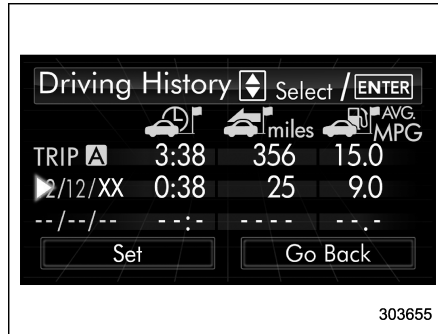 Driving History Select / ENTER
miles AVG. MPG
TRIP A 3:38 356 15.0
2/12/XX 0:38 25 9.0
--/--/-- --:- ---- --.-
Set Go Back
303655